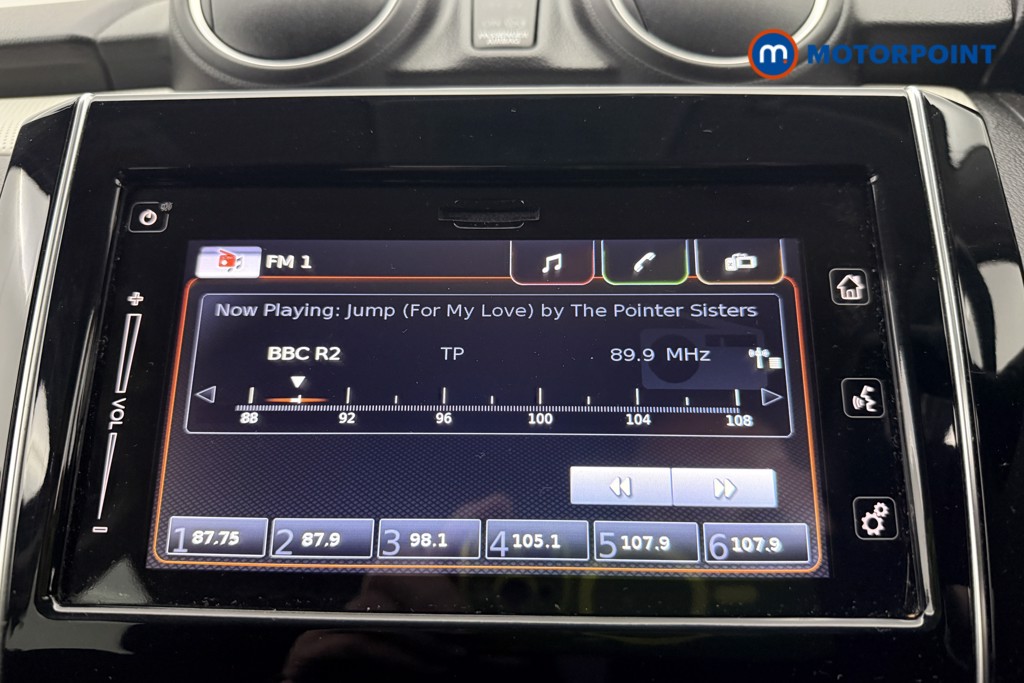 MOTORPOINT
FM 1
Now Playing: Jump (For My Love) by The Pointer Sisters
BBC R2 TP 89.9 MHz
88 92 96 100 104 108
VOL
1 87.75 2 87.9 3 98.1 4 105.1 5 107.9 6 107.9